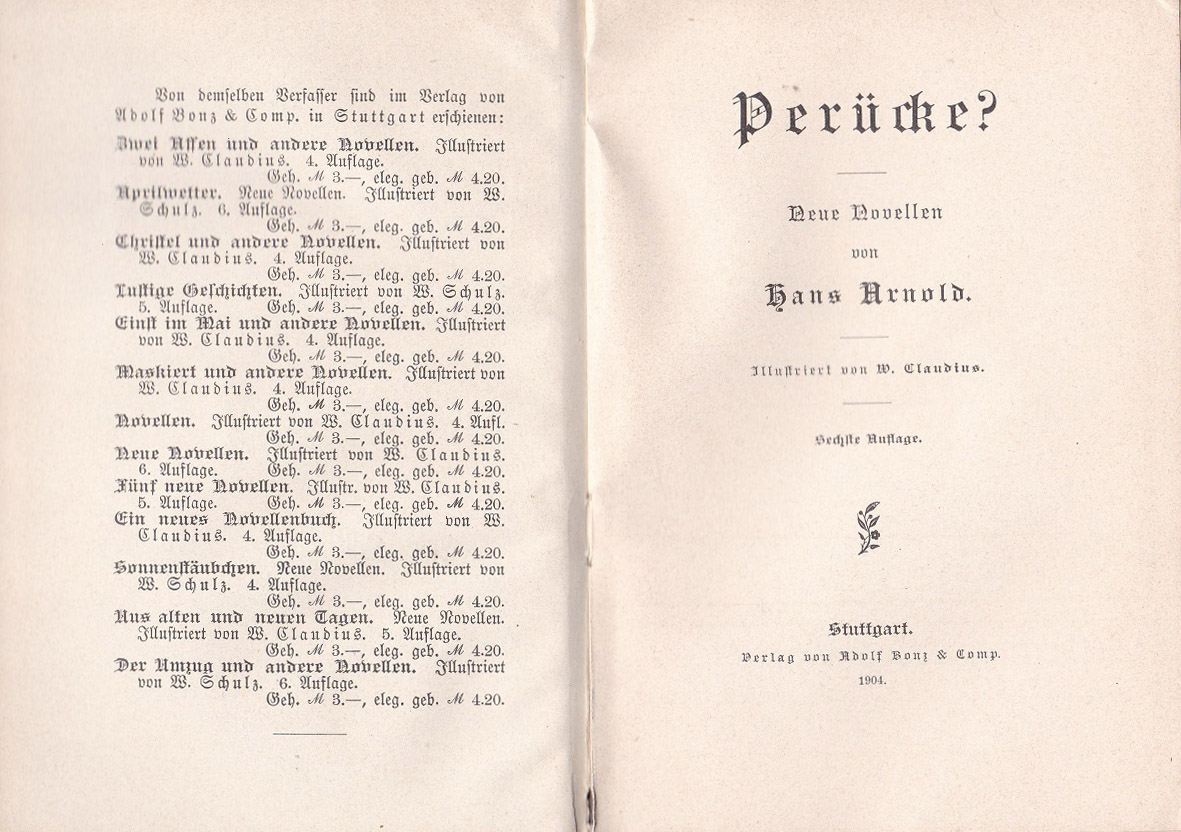 Von demselben Verfasser sind im Verlag von
Adolf Bonz & Comp. in Stuttgart erschienen:
Zwei Affen und andere Novellen. Illustriert
von W. Claudius. 4. Auflage.
Geh. M 3.—, eleg. geb. M 4.20.
Aprilwetter. Neue Novellen. Illustriert von W.
Schulz. 6. Auflage.
Geh. M 3.—, eleg. geb. M 4.20.
Christel und andere Novellen. Illustriert von
W. Claudius. 4. Auflage.
Geh. M 3.—, eleg. geb. M 4.20.
Lustige Geschichten. Illustriert von W. Schulz.
5. Auflage. Geh. M 3.—, eleg. geb. M 4.20.
Einst im Mai und andere Novellen. Illustriert
von W. Claudius. 4. Auflage.
Geh. M 3.—, eleg. geb. M 4.20.
Maskiert und andere Novellen. Illustriert von
W. Claudius. 4. Auflage.
Geh. M 3.—, eleg. geb. M 4.20.
Novellen. Illustriert von W. Claudius. 4. Aufl.
Geh. M 3.—, eleg. geb. M 4.20.
Neue Novellen. Illustriert von W. Claudius.
6. Auflage. Geh. M 3.—, eleg. geb. M 4.20.
Fünf neue Novellen. Illustr. von W. Claudius.
5. Auflage. Geh. M 3.—, eleg. geb. M 4.20.
Ein neues Novellenbuch. Illustriert von W.
Claudius. 4. Auflage.
Geh. M 3.—, eleg. geb. M 4.20.
Sonnenstäubchen. Neue Novellen. Illustriert von
W. Schulz. 4. Auflage.
Geh. M 3.—, eleg. geb. M 4.20.
Aus alten und neuen Tagen. Neue Novellen.
Illustriert von W. Claudius. 5. Auflage.
Geh. M 3.—, eleg. geb. M 4.20.
Der Umzug und andere Novellen. Illustriert
von W. Schulz. 6. Auflage.
Geh. M 3.—, eleg. geb. M 4.20.
Perücke?
Neue Novellen
von
Hans Arnold.
Illustriert von W. Claudius.
Sechste Auflage.
Stuttgart.
Verlag von Adolf Bonz & Comp.
1904.